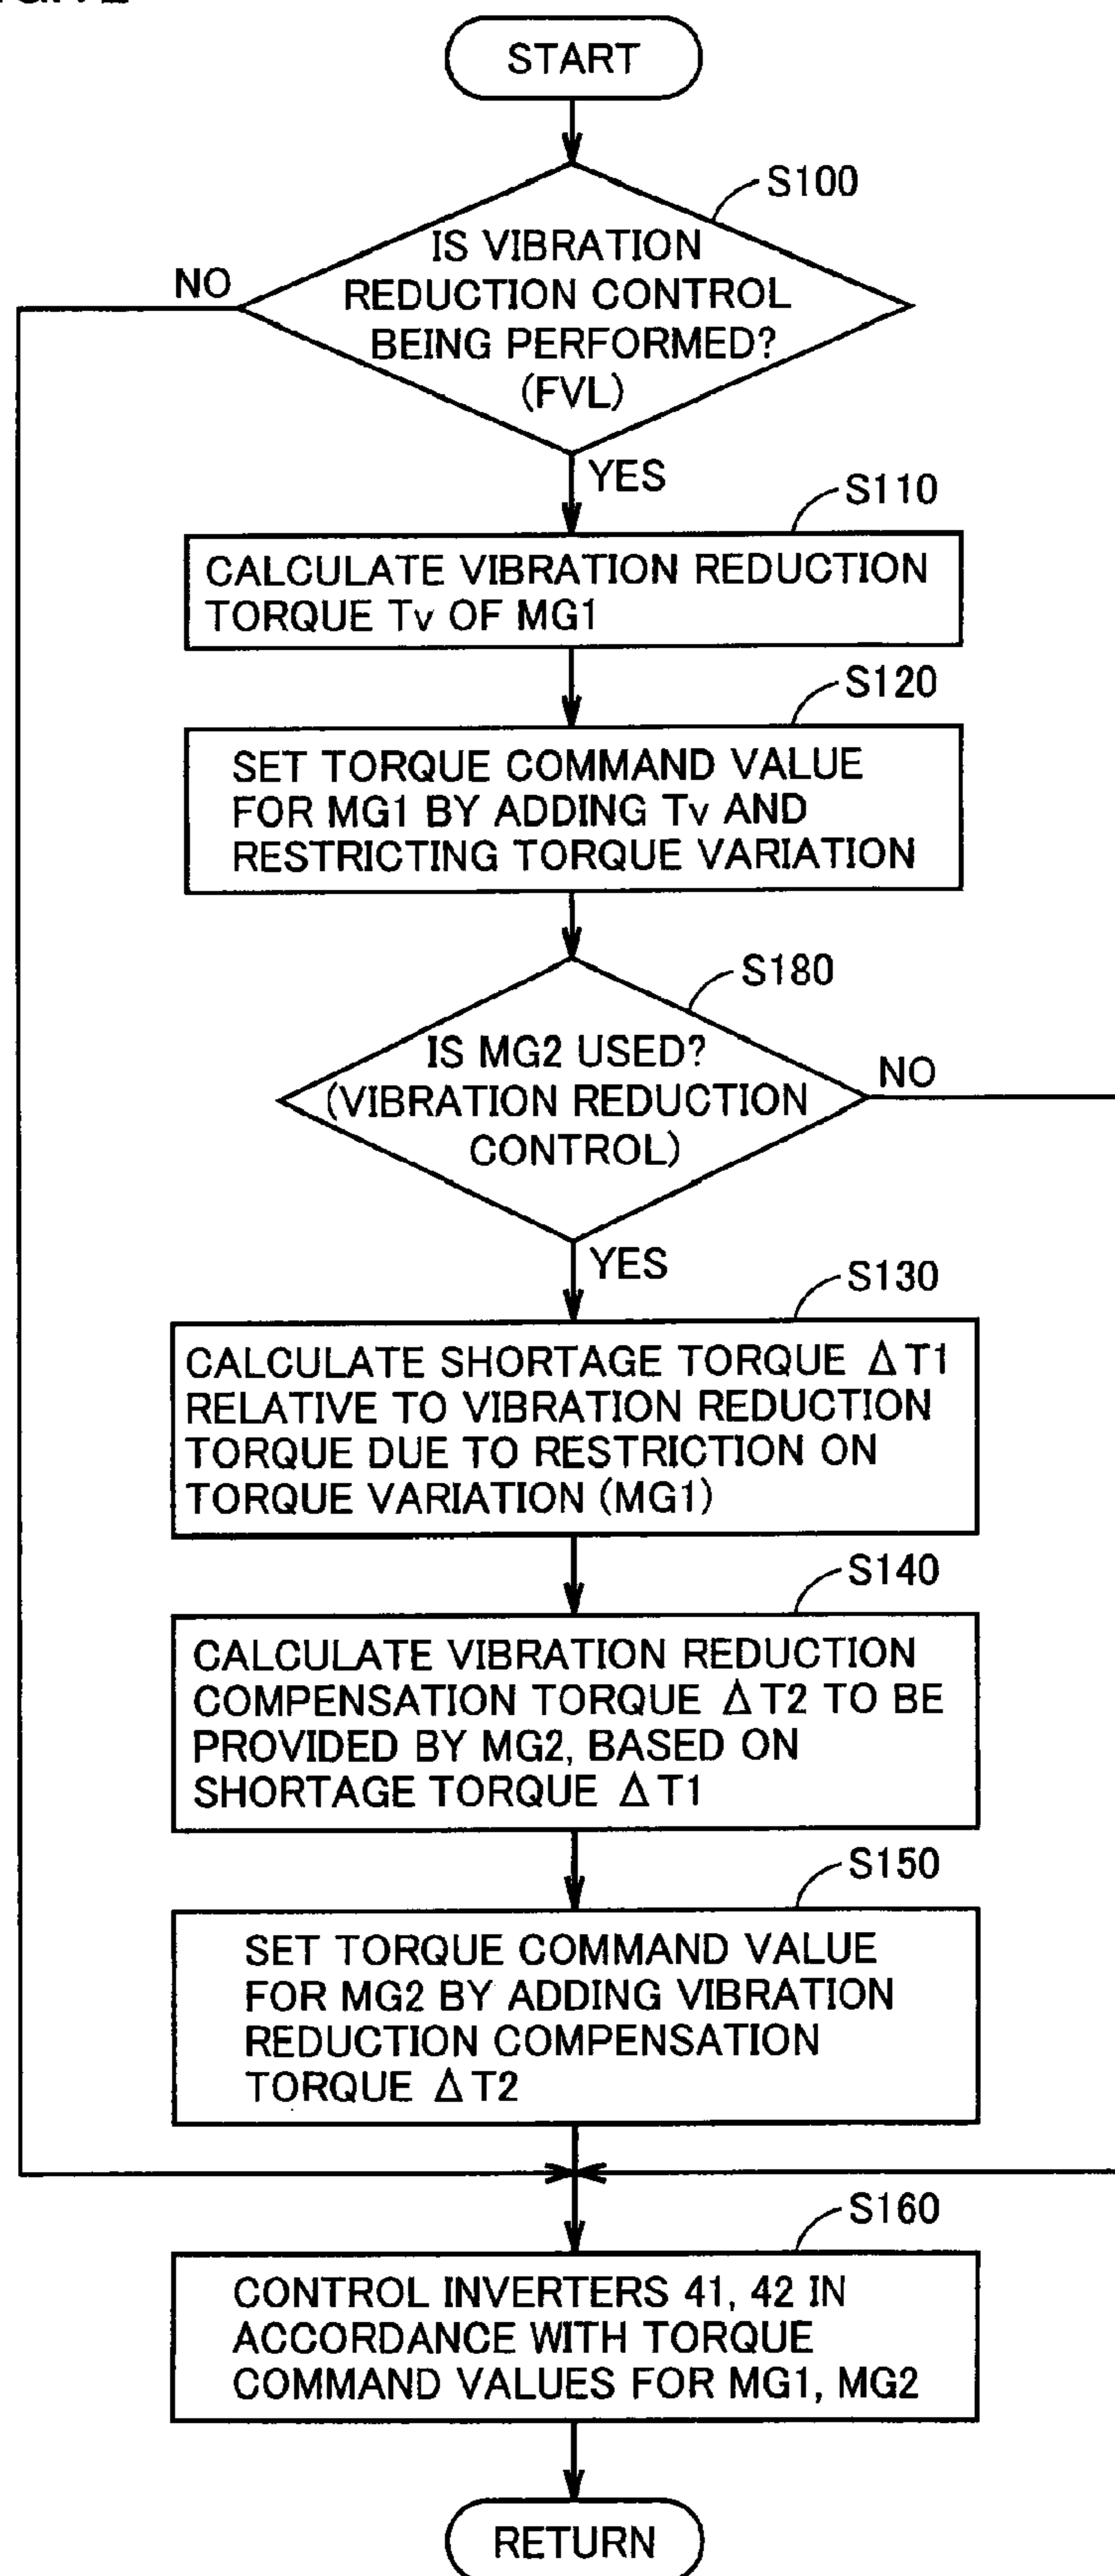 START
S100
IS VIBRATION
REDUCTION CONTROL
BEING PERFORMED?
(FVL)
NO
YES
S110
CALCULATE VIBRATION REDUCTION
TORQUE Tv OF MG1
S120
SET TORQUE COMMAND VALUE
FOR MG1 BY ADDING Tv AND
RESTRICTING TORQUE VARIATION
S180
IS MG2 USED?
(VIBRATION REDUCTION
CONTROL)
NO
YES
S130
CALCULATE SHORTAGE TORQUE ΔT1
RELATIVE TO VIBRATION REDUCTION
TORQUE DUE TO RESTRICTION ON
TORQUE VARIATION (MG1)
S140
CALCULATE VIBRATION REDUCTION
COMPENSATION TORQUE ΔT2 TO BE
PROVIDED BY MG2, BASED ON
SHORTAGE TORQUE ΔT1
S150
SET TORQUE COMMAND VALUE
FOR MG2 BY ADDING VIBRATION
REDUCTION COMPENSATION
TORQUE ΔT2
S160
CONTROL INVERTERS 41, 42 IN
ACCORDANCE WITH TORQUE
COMMAND VALUES FOR MG1, MG2
RETURN